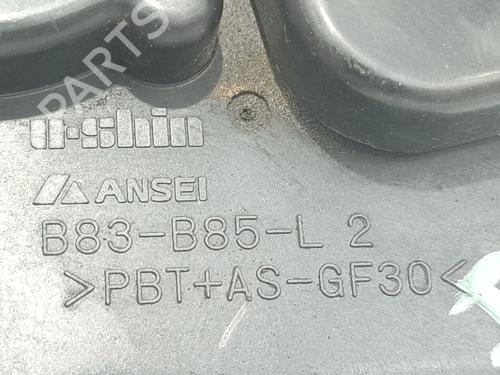 u-shin
ANSEI
B83-B85-L 2
>PBT+AS-GF30<
PARTS